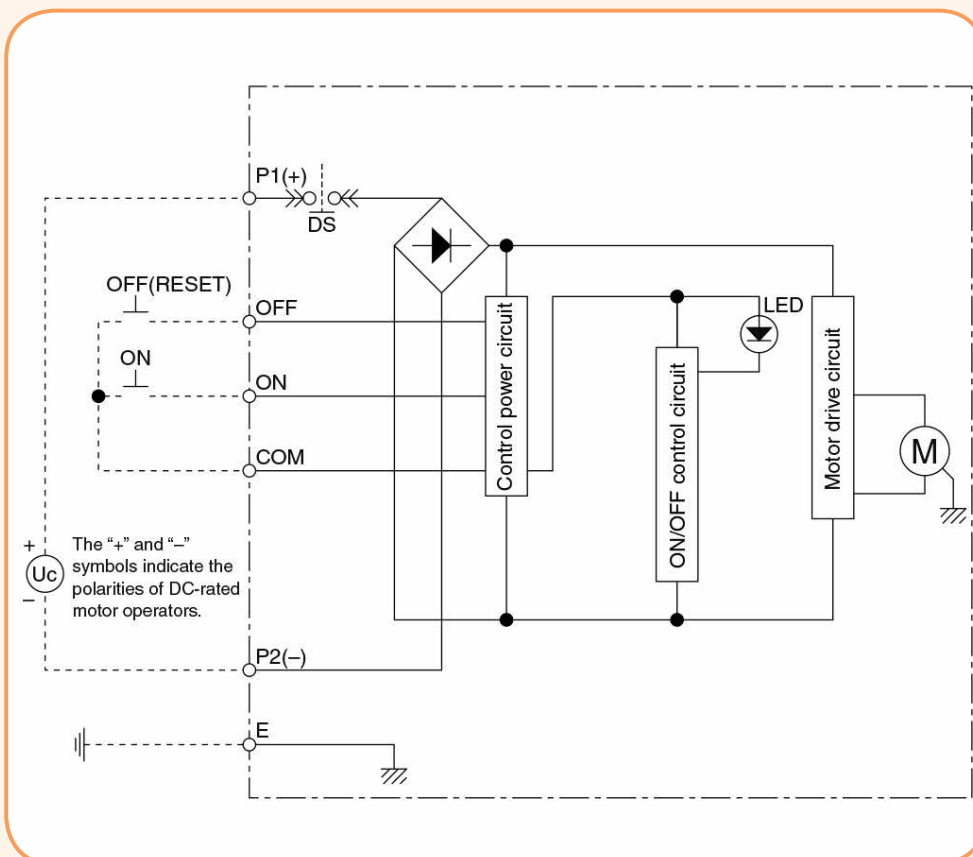 P1(+)
DS
OFF(RESET)
OFF
ON
ON
COM
LED
Control power circuit
ON/OFF control circuit
Motor drive circuit
M
+
Uc
–
The “+” and “–”
symbols indicate the
polarities of DC-rated
motor operators.
P2(–)
E